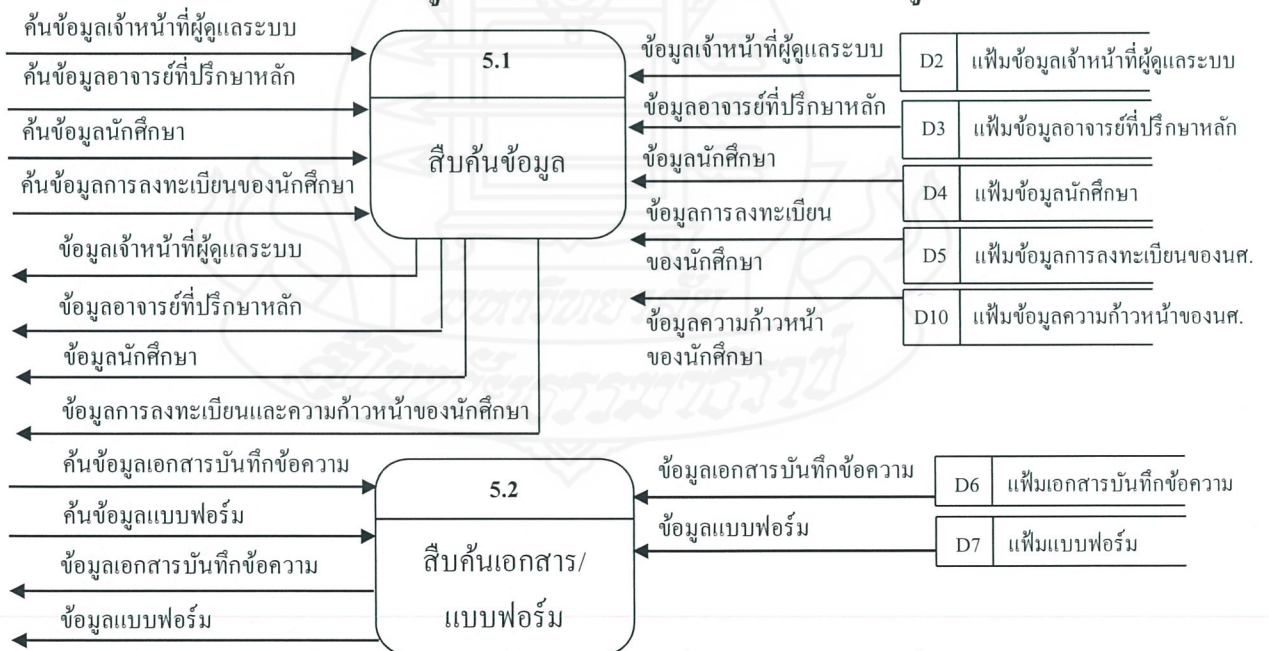 ค้นข้อมูลเจ้าหน้าที่ผู้ดูแลระบบ
ค้นข้อมูลอาจารย์ที่ปรึกษาหลัก
ค้นข้อมูลนักศึกษา
ค้นข้อมูลการลงทะเบียนของนักศึกษา
5.1
สืบค้นข้อมูล
ข้อมูลเจ้าหน้าที่ผู้ดูแลระบบ
D2 แฟ้มข้อมูลเจ้าหน้าที่ผู้ดูแลระบบ
ข้อมูลอาจารย์ที่ปรึกษาหลัก
D3 แฟ้มข้อมูลอาจารย์ที่ปรึกษาหลัก
ข้อมูลนักศึกษา
D4 แฟ้มข้อมูลนักศึกษา
ข้อมูลการลงทะเบียน
ของนักศึกษา
D5 แฟ้มข้อมูลการลงทะเบียนของนศ.
ข้อมูลความก้าวหน้า
ของนักศึกษา
D10 แฟ้มข้อมูลความก้าวหน้าของนศ.
ข้อมูลเจ้าหน้าที่ผู้ดูแลระบบ
ข้อมูลอาจารย์ที่ปรึกษาหลัก
ข้อมูลนักศึกษา
ข้อมูลการลงทะเบียนและความก้าวหน้าของนักศึกษา
มหาวิทยาลัย
สุโขทัยธรรมาธิราช
ค้นข้อมูลเอกสารบันทึกข้อความ
ค้นข้อมูลแบบฟอร์ม
ข้อมูลเอกสารบันทึกข้อความ
ข้อมูลแบบฟอร์ม
5.2
สืบค้นเอกสาร/
แบบฟอร์ม
ข้อมูลเอกสารบันทึกข้อความ
D6 แฟ้มเอกสารบันทึกข้อความ
ข้อมูลแบบฟอร์ม
D7 แฟ้มแบบฟอร์ม